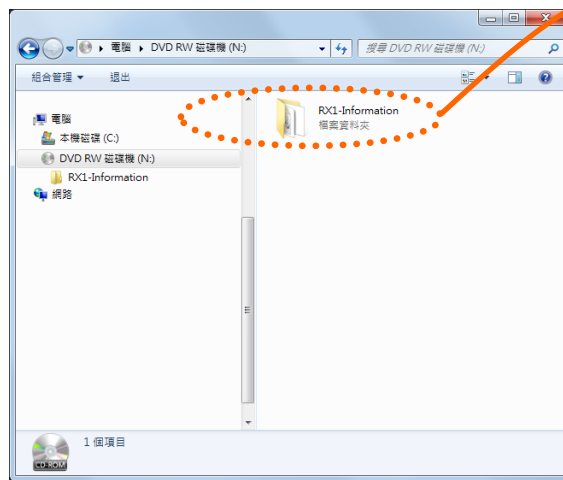 電腦 DVD RW 磁碟機 (N:) 搜尋 DVD RW 磁碟機 (N:)
組合管理 退出
電腦
本機磁碟 (C:)
DVD RW 磁碟機 (N:)
RX1-Information
網路
RX1-Information
檔案資料夾
1 個項目
CD-ROM